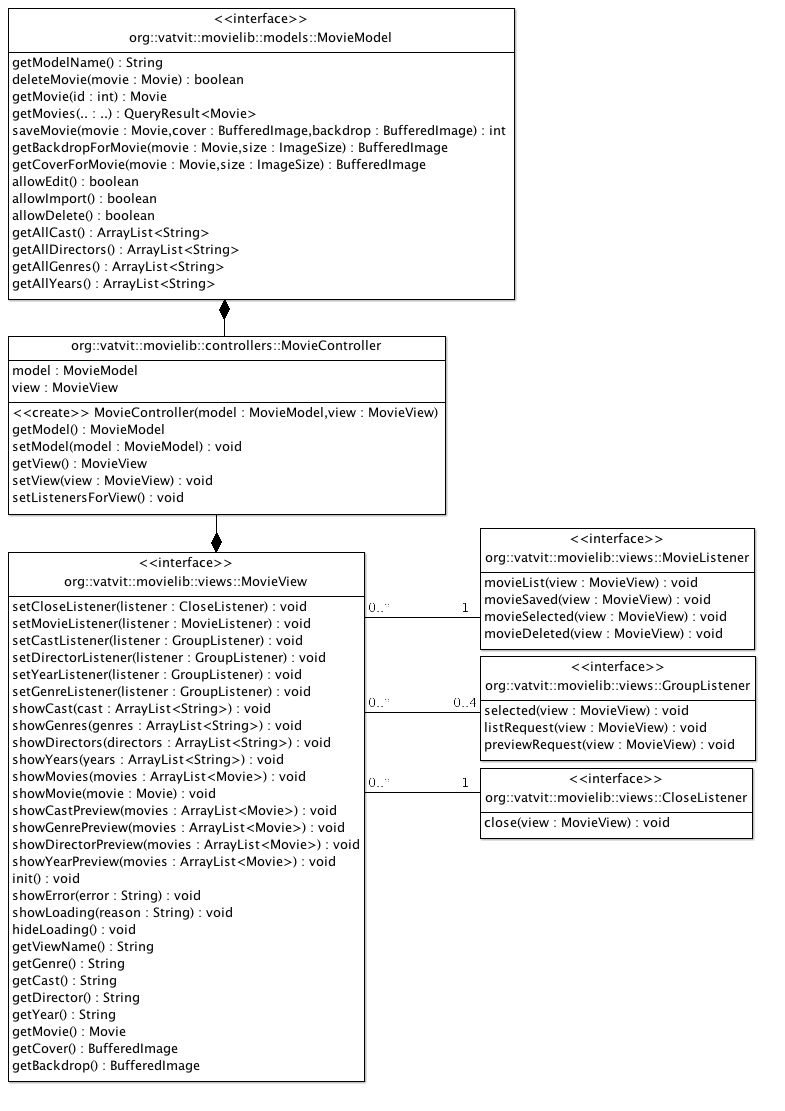 <<interface>>
org::vatvit::movielib::models::MovieModel
getModelName() : String
deleteMovie(movie : Movie) : boolean
getMovie(id : int) : Movie
getMovies(.. : ..) : QueryResult<Movie>
saveMovie(movie : Movie,cover : BufferedImage,backdrop : BufferedImage) : int
getBackdropForMovie(movie : Movie,size : ImageSize) : BufferedImage
getCoverForMovie(movie : Movie,size : ImageSize) : BufferedImage
allowEdit() : boolean
allowImport() : boolean
allowDelete() : boolean
getAllCast() : ArrayList<String>
getAllDirectors() : ArrayList<String>
getAllGenres() : ArrayList<String>
getAllYears() : ArrayList<String>
org::vatvit::movielib::controllers::MovieController
model : MovieModel
view : MovieView
<<create>> MovieController(model : MovieModel,view : MovieView)
getModel() : MovieModel
setModel(model : MovieModel) : void
getView() : MovieView
setView(view : MovieView) : void
setListenersForView() : void
<<interface>>
org::vatvit::movielib::views::MovieView
setCloseListener(listener : CloseListener) : void
setMovieListener(listener : MovieListener) : void
setCastListener(listener : GroupListener) : void
setDirectorListener(listener : GroupListener) : void
setYearListener(listener : GroupListener) : void
setGenreListener(listener : GroupListener) : void
showCast(cast : ArrayList<String>) : void
showGenres(genres : ArrayList<String>) : void
showDirectors(directors : ArrayList<String>) : void
showYears(years : ArrayList<String>) : void
showMovies(movies : ArrayList<Movie>) : void
showMovie(movie : Movie) : void
showCastPreview(movies : ArrayList<Movie>) : void
showGenrePreview(movies : ArrayList<Movie>) : void
showDirectorPreview(movies : ArrayList<Movie>) : void
showYearPreview(movies : ArrayList<Movie>) : void
init() : void
showError(error : String) : void
showLoading(reason : String) : void
hideLoading() : void
getViewName() : String
getGenre() : String
getCast() : String
getDirector() : String
getYear() : String
getMovie() : Movie
getCover() : BufferedImage
getBackdrop() : BufferedImage
0..* 1
<<interface>>
org::vatvit::movielib::views::MovieListener
movieList(view : MovieView) : void
movieSaved(view : MovieView) : void
movieSelected(view : MovieView) : void
movieDeleted(view : MovieView) : void
0..* 0..4
<<interface>>
org::vatvit::movielib::views::GroupListener
selected(view : MovieView) : void
listRequest(view : MovieView) : void
previewRequest(view : MovieView) : void
0..* 1
<<interface>>
org::vatvit::movielib::views::CloseListener
close(view : MovieView) : void